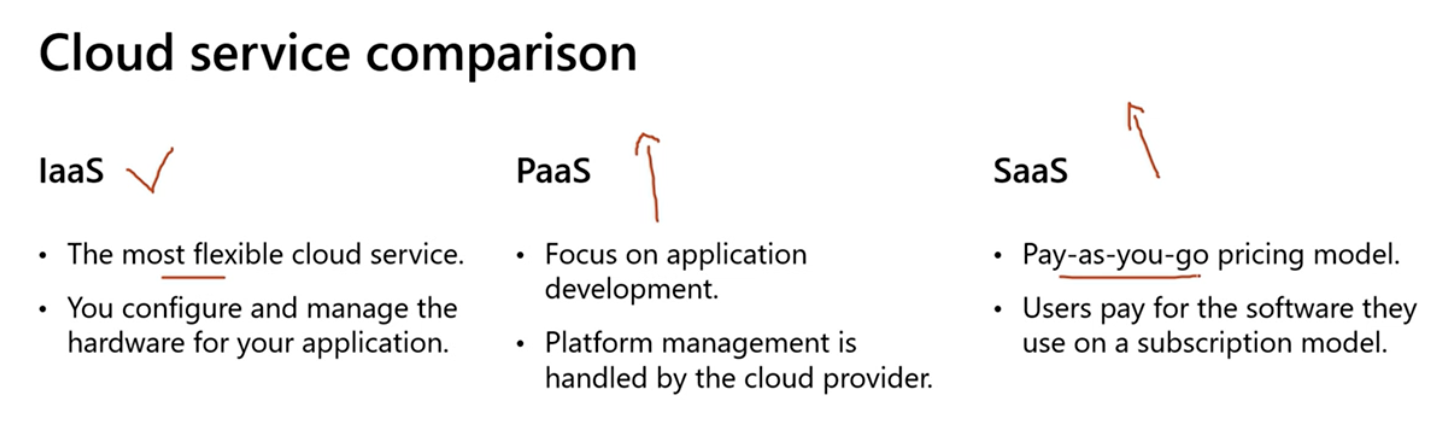 Cloud service comparison
IaaS
• The most flexible cloud service.
• You configure and manage the
hardware for your application.
PaaS
• Focus on application
development.
• Platform management is
handled by the cloud provider.
SaaS
• Pay-as-you-go pricing model.
• Users pay for the software they
use on a subscription model.